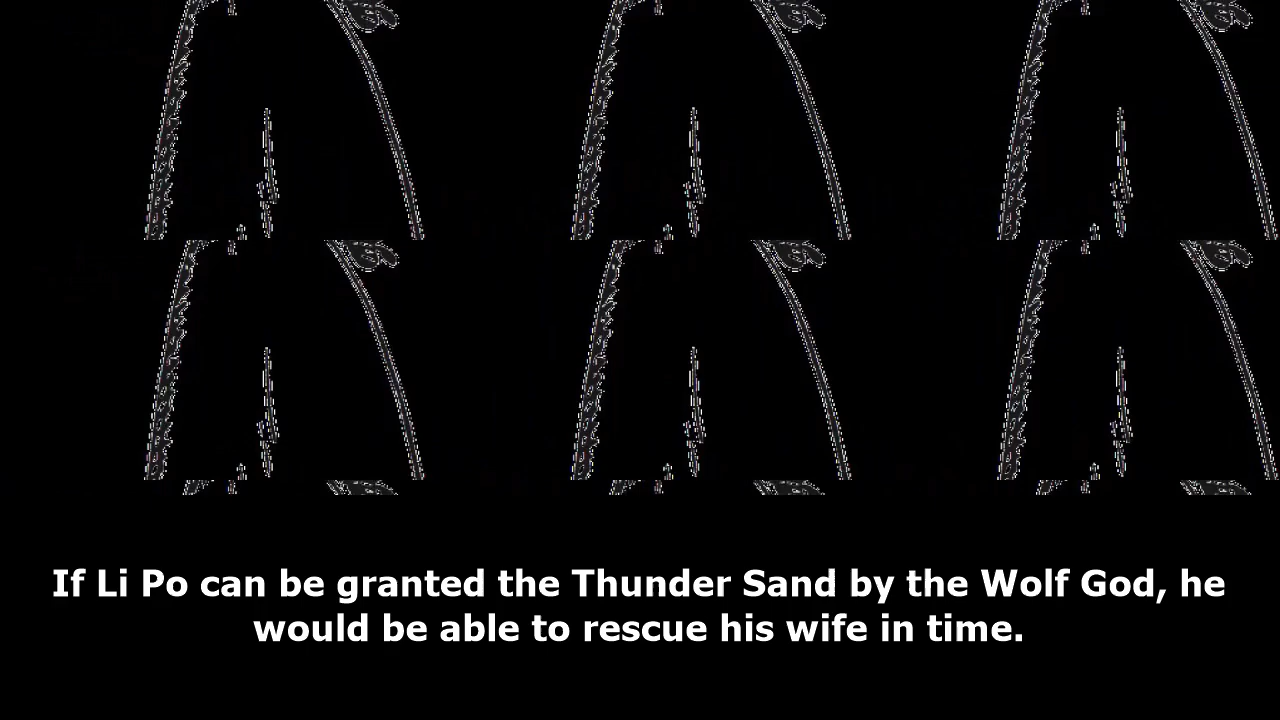 If Li Po can be granted the Thunder Sand by the Wolf God, he
would be able to rescue his wife in time.